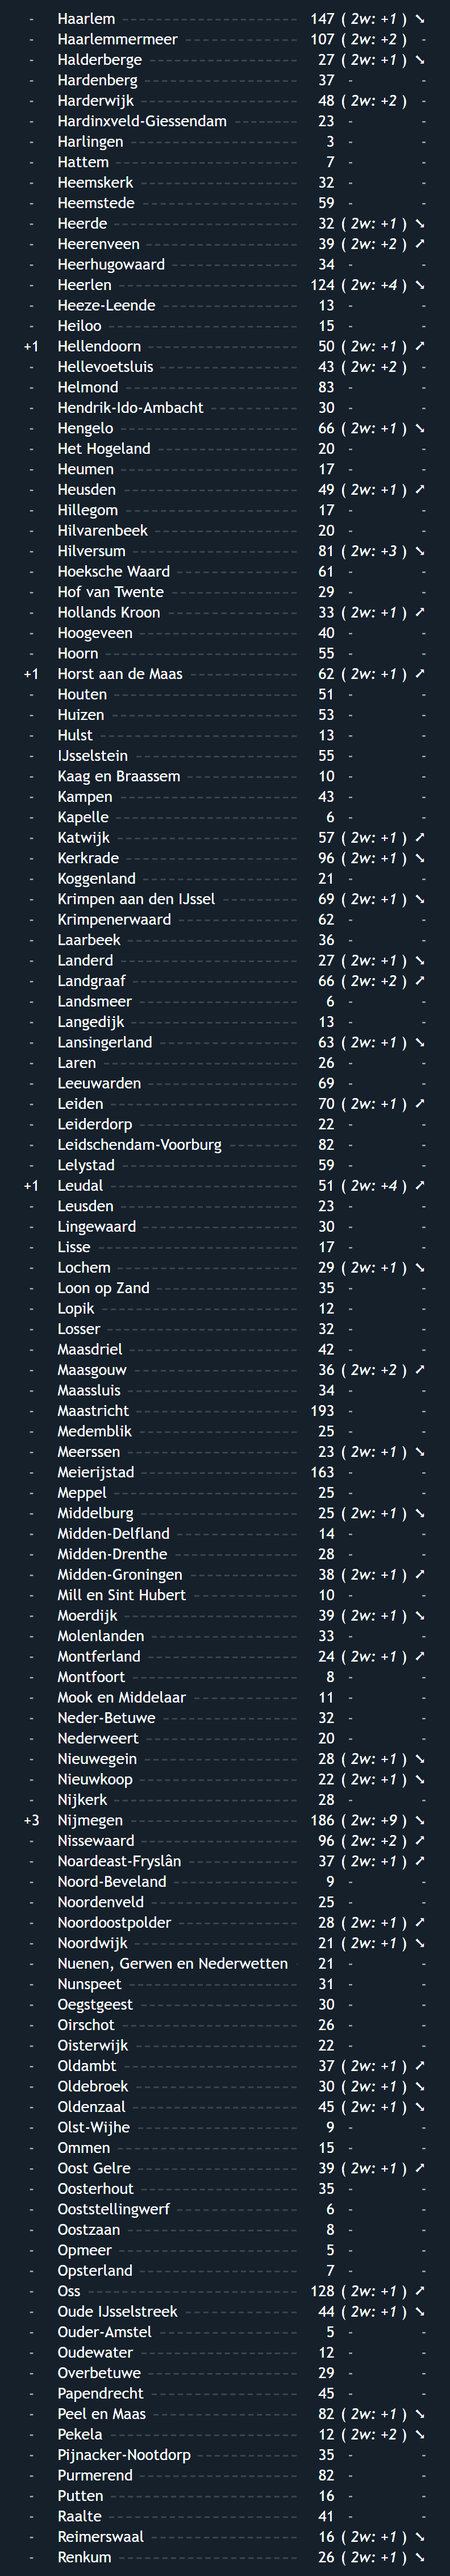 - Haarlem 147 ( 2w: +1 ) ➘
- Haarlemmermeer 107 ( 2w: +2 ) -
- Halderberge 27 ( 2w: +1 ) ➘
- Hardenberg 37 - -
- Harderwijk 48 ( 2w: +2 ) -
- Hardinxveld-Giessendam 23 - -
- Harlingen 3 - -
- Hattem 7 - -
- Heemskerk 32 - -
- Heemstede 59 - -
- Heerde 32 ( 2w: +1 ) ➘
- Heerenveen 39 ( 2w: +2 ) ➚
- Heerhugowaard 34 - -
- Heerlen 124 ( 2w: +4 ) ➘
- Heeze-Leende 13 - -
- Heiloo 15 - -
+1 Hellendoorn 50 ( 2w: +1 ) ➚
- Hellevoetsluis 43 ( 2w: +2 ) -
- Helmond 83 - -
- Hendrik-Ido-Ambacht 30 - -
- Hengelo 66 ( 2w: +1 ) ➘
- Het Hogeland 20 - -
- Heumen 17 - -
- Heusden 49 ( 2w: +1 ) ➚
- Hillegom 17 - -
- Hilvarenbeek 20 - -
- Hilversum 81 ( 2w: +3 ) ➘
- Hoeksche Waard 61 - -
- Hof van Twente 29 - -
- Hollands Kroon 33 ( 2w: +1 ) ➚
- Hoogeveen 40 - -
- Hoorn 55 - -
+1 Horst aan de Maas 62 ( 2w: +1 ) ➚
- Houten 51 - -
- Huizen 53 - -
- Hulst 13 - -
- IJsselstein 55 - -
- Kaag en Braassem 10 - -
- Kampen 43 - -
- Kapelle 6 - -
- Katwijk 57 ( 2w: +1 ) ➚
- Kerkrade 96 ( 2w: +1 ) ➘
- Koggenland 21 - -
- Krimpen aan den IJssel 69 ( 2w: +1 ) ➘
- Krimpenerwaard 62 - -
- Laarbeek 36 - -
- Landerd 27 ( 2w: +1 ) ➘
- Landgraaf 66 ( 2w: +2 ) ➚
- Landsmeer 6 - -
- Langedijk 13 - -
- Lansingerland 63 ( 2w: +1 ) ➘
- Laren 26 - -
- Leeuwarden 69 - -
- Leiden 70 ( 2w: +1 ) ➚
- Leiderdorp 22 - -
- Leidschendam-Voorburg 82 - -
- Lelystad 59 - -
+1 Leudal 51 ( 2w: +4 ) ➚
- Leusden 23 - -
- Lingewaard 30 - -
- Lisse 17 - -
- Lochem 29 ( 2w: +1 ) ➘
- Loon op Zand 35 - -
- Lopik 12 - -
- Losser 32 - -
- Maasdriel 42 - -
- Maasgouw 36 ( 2w: +2 ) ➚
- Maassluis 34 - -
- Maastricht 193 - -
- Medemblik 25 - -
- Meerssen 23 ( 2w: +1 ) ➘
- Meierijstad 163 - -
- Meppel 25 - -
- Middelburg 25 ( 2w: +1 ) ➘
- Midden-Delfland 14 - -
- Midden-Drenthe 28 - -
- Midden-Groningen 38 ( 2w: +1 ) ➚
- Mill en Sint Hubert 10 - -
- Moerdijk 39 ( 2w: +1 ) ➘
- Molenlanden 33 - -
- Montferland 24 ( 2w: +1 ) ➚
- Montfoort 8 - -
- Mook en Middelaar 11 - -
- Neder-Betuwe 32 - -
- Nederweert 20 - -
- Nieuwegein 28 ( 2w: +1 ) ➘
- Nieuwkoop 22 ( 2w: +1 ) ➘
- Nijkerk 28 - -
+3 Nijmegen 186 ( 2w: +9 ) ➘
- Nissewaard 96 ( 2w: +2 ) ➚
- Noardeast-Fryslân 37 ( 2w: +1 ) ➚
- Noord-Beveland 9 - -
- Noordenveld 25 - -
- Noordoostpolder 28 ( 2w: +1 ) ➚
- Noordwijk 21 ( 2w: +1 ) ➘
- Nuenen, Gerwen en Nederwetten 21 - -
- Nunspeet 31 - -
- Oegstgeest 30 - -
- Oirschot 26 - -
- Oisterwijk 22 - -
- Oldambt 37 ( 2w: +1 ) ➚
- Oldebroek 30 ( 2w: +1 ) ➘
- Oldenzaal 45 ( 2w: +1 ) ➘
- Olst-Wijhe 9 - -
- Ommen 15 - -
- Oost Gelre 39 ( 2w: +1 ) ➚
- Oosterhout 35 - -
- Ooststellingwerf 6 - -
- Oostzaan 8 - -
- Opmeer 5 - -
- Opsterland 7 - -
- Oss 128 ( 2w: +1 ) ➚
- Oude IJsselstreek 44 ( 2w: +1 ) ➘
- Ouder-Amstel 5 - -
- Oudewater 12 - -
- Overbetuwe 29 - -
- Papendrecht 45 - -
- Peel en Maas 82 ( 2w: +1 ) ➘
- Pekela 12 ( 2w: +2 ) ➘
- Pijnacker-Nootdorp 35 - -
- Purmerend 82 - -
- Putten 16 - -
- Raalte 41 - -
- Reimerswaal 16 ( 2w: +1 ) ➘
- Renkum 26 ( 2w: +1 ) ➘